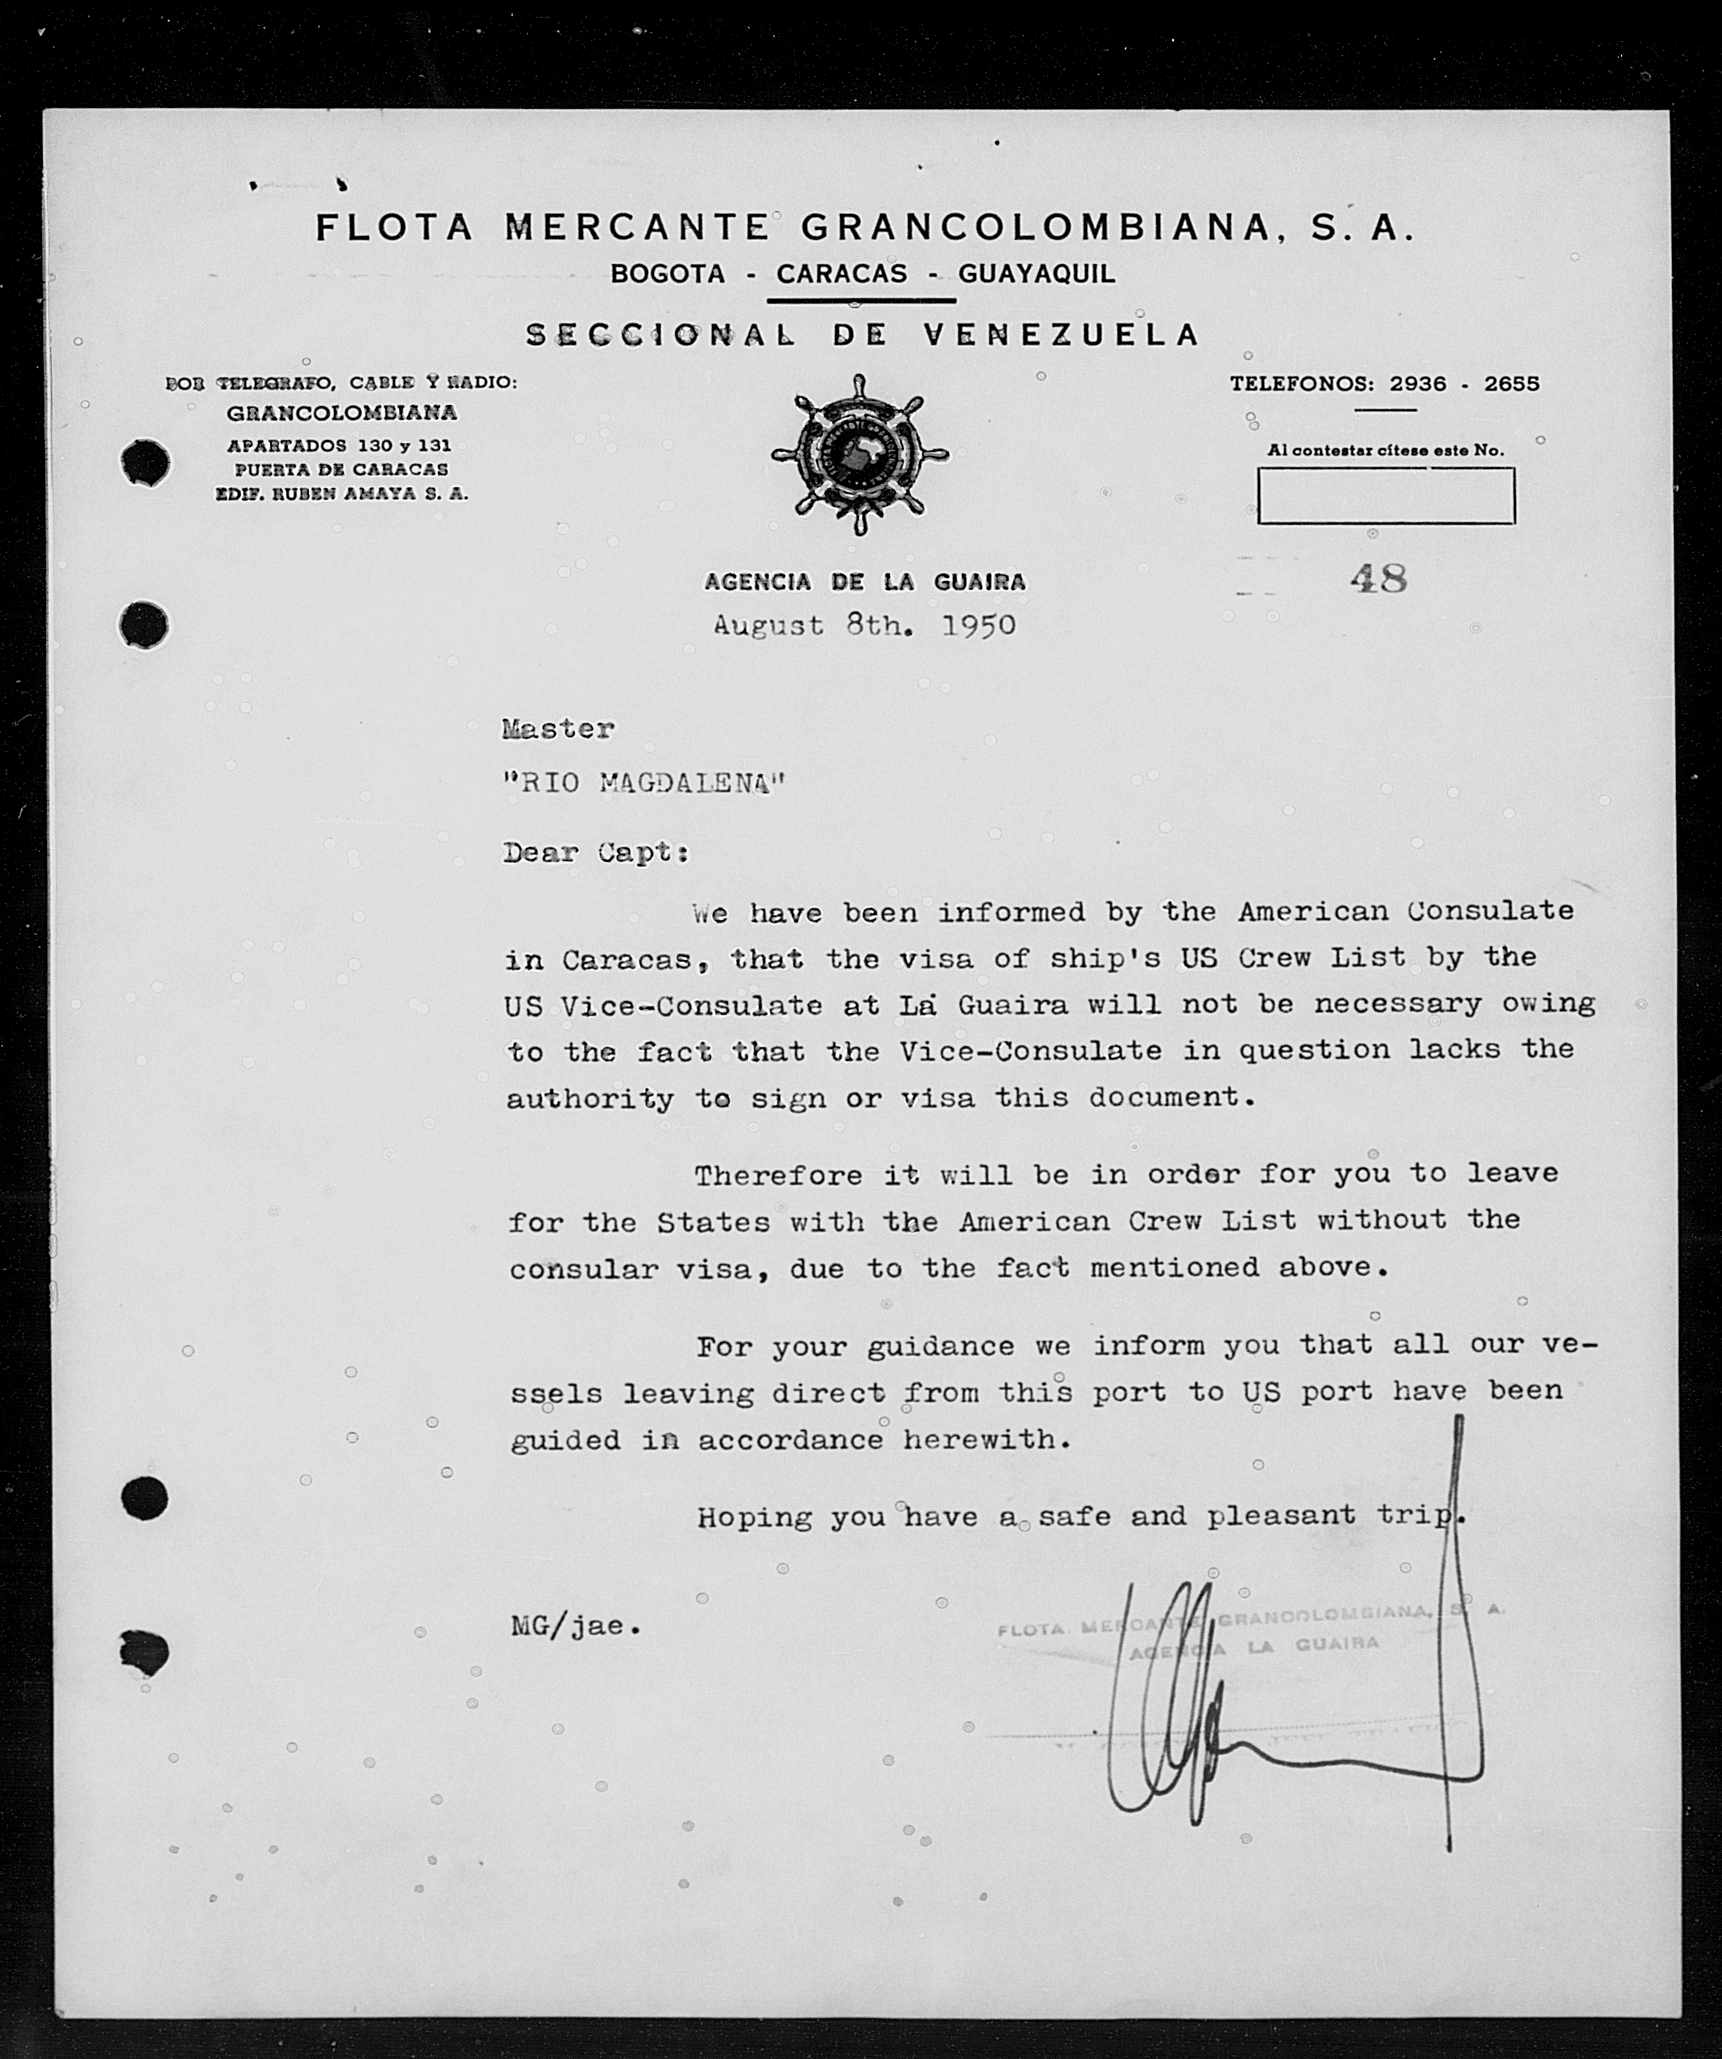 FLOTA MERCANTE GRANCOLOMBIANA, S. A.
BOGOTA - CARACAS - GUAYAQUIL
SECCIONAL DE VENEZUELA
POR TELEGRAFO, CABLE Y RADIO:
GRANCOLOMBIANA
APARTADOS 130 y 131
PUERTA DE CARACAS
EDIF. RUBEN AMAYA S. A.
TELEFONOS: 2936 - 2655
Al contestar cítese este No.
48
AGENCIA DE LA GUAIRA
August 8th. 1950
Master
"RIO MAGDALENA"
Dear Capt:
We have been informed by the American Consulate
in Caracas, that the visa of ship's US Crew List by the
US Vice-Consulate at La Guaira will not be necessary owing
to the fact that the Vice-Consulate in question lacks the
authority to sign or visa this document.
Therefore it will be in order for you to leave
for the States with the American Crew List without the
consular visa, due to the fact mentioned above.
For your guidance we inform you that all our ve-
ssels leaving direct from this port to US port have been
guided in accordance herewith.
Hoping you have a safe and pleasant trip.
MG/jae.
FLOTA MERCANTE GRANCOLOMBIANA, S. A.
AGENCIA LA GUAIRA